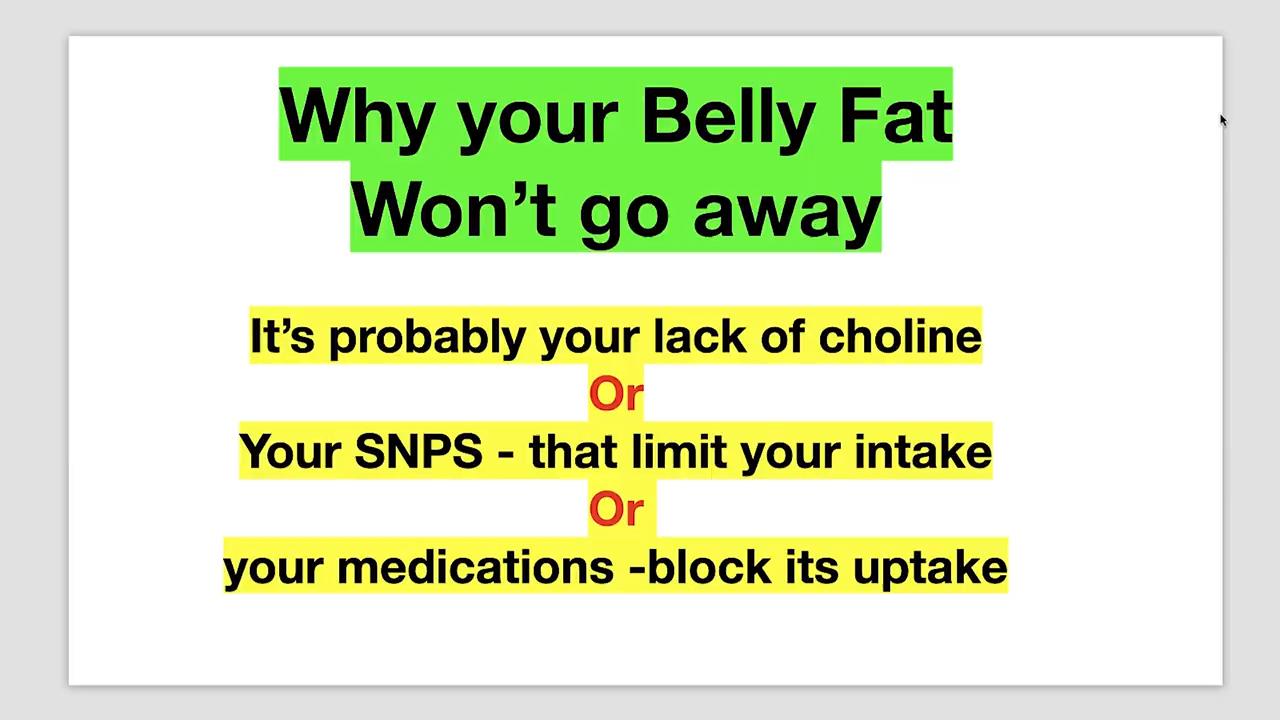 Why your Belly Fat
Won’t go away
It’s probably your lack of choline
Or
Your SNPS - that limit your intake
Or
your medications -block its uptake